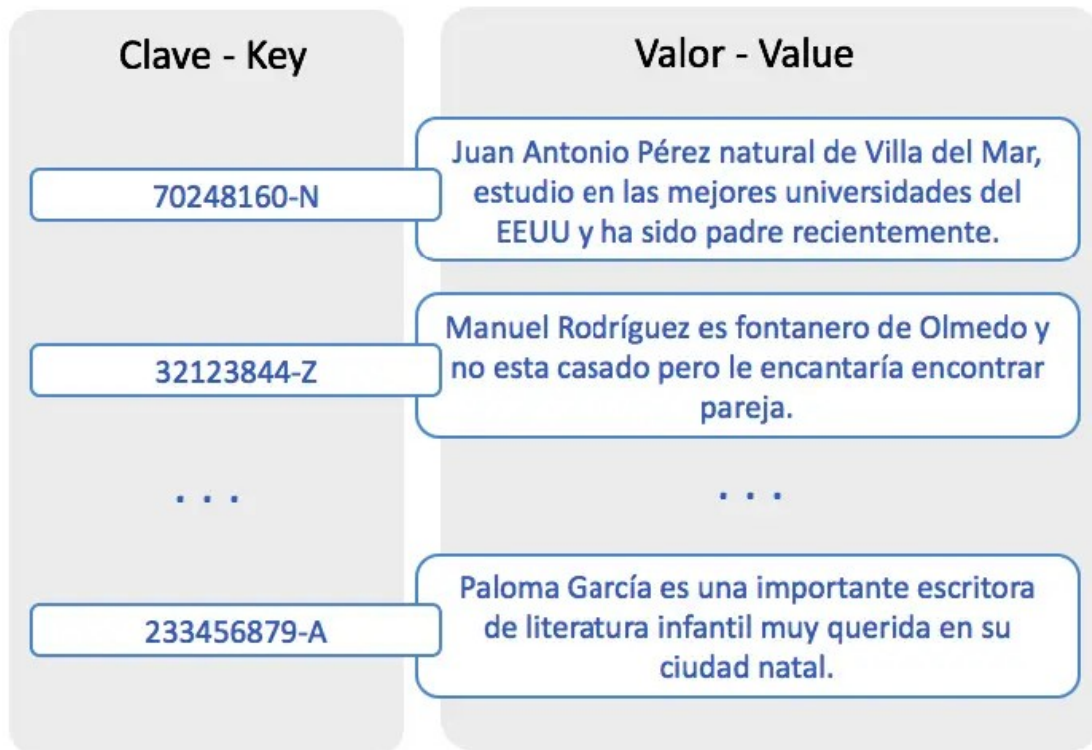 Clave - Key
Valor - Value
70248160-N
Juan Antonio Pérez natural de Villa del Mar,
estudio en las mejores universidades del
EEUU y ha sido padre recientemente.
32123844-Z
Manuel Rodríguez es fontanero de Olmedo y
no esta casado pero le encantaría encontrar
pareja.
. . .
. . .
233456879-A
Paloma García es una importante escritora
de literatura infantil muy querida en su
ciudad natal.